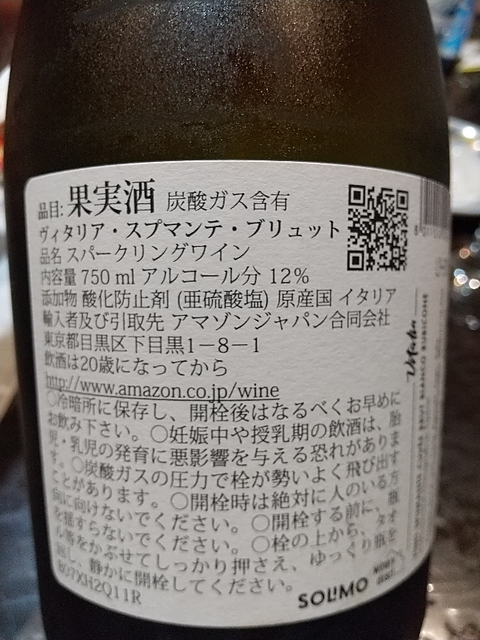 品目: 果実酒 炭酸ガス含有
ヴィタリア・スプマンテ・ブリュット
品名 スパークリングワイン
内容量 750 ml アルコール分 12%
添加物 酸化防止剤 (亜硫酸塩) 原産国 イタリア
輸入者及び引取先 アマゾンジャパン合同会社
東京都目黒区下目黒1-8-1
飲酒は20歳になってから
http://www.amazon.co.jp/wine
○冷暗所に保存し、開栓後はなるべくお早めに
お飲み下さい。○妊娠中や授乳期の飲酒は、胎
児・乳児の発育に悪影響を与える恐れがありま
す。○炭酸ガスの圧力で栓が勢いよく飛び出す
ことがあります。○開栓時は絶対に人のいる方
向に向けないでください。○開栓する前に、瓶
を揺すらないでください。○栓の上から、タオ
ル等をかぶせてしっかり押さえ、ゆっくり瓶を
回し、静かに開栓してください。
B07XH2Q11R
SOLIMO